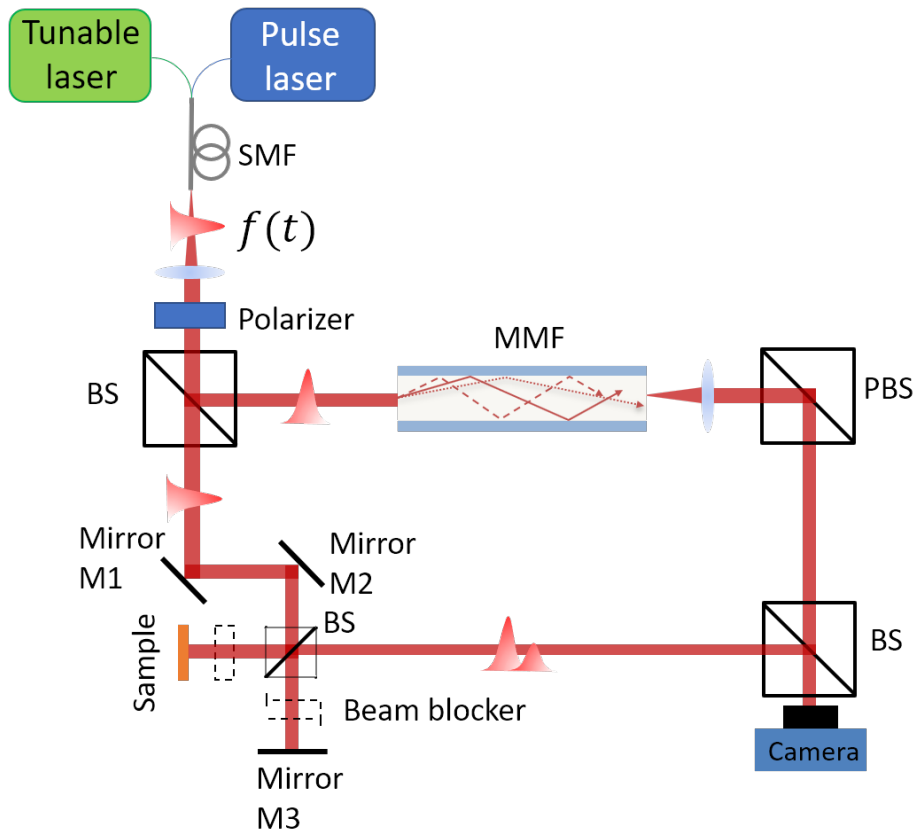 Tunable
laser
Pulse
laser
SMF
f(t)
Polarizer
MMF
BS
PBS
Mirror
M1
Mirror
M2
BS
BS
Sample
Beam blocker
Camera
Mirror
M3